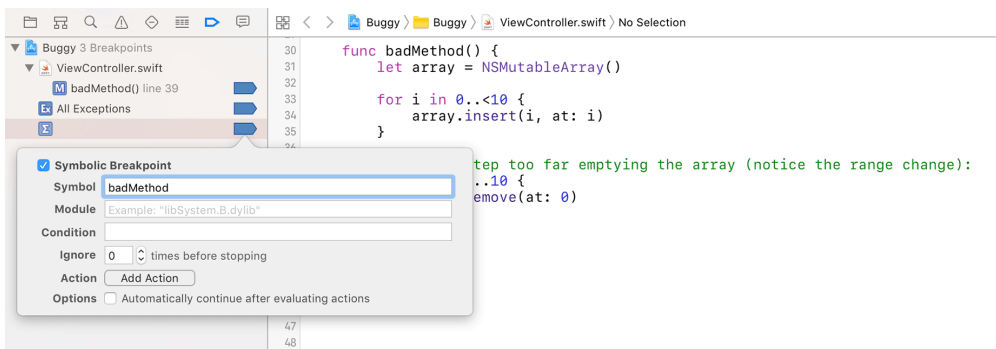 Buggy 〉 Buggy 〉 ViewController.swift 〉 No Selection
Buggy 3 Breakpoints
ViewController.swift
M badMethod() line 39
Ex All Exceptions
Σ
30 func badMethod() {
31 let array = NSMutableArray()
32
33 for i in 0..<10 {
34 array.insert(i, at: i)
35 }
tep too far emptying the array (notice the range change):
..10 {
emove(at: 0)
47
48
Symbolic Breakpoint
Symbol badMethod
Module Example: "libSystem.B.dylib"
Condition
Ignore 0 times before stopping
Action Add Action
Options Automatically continue after evaluating actions